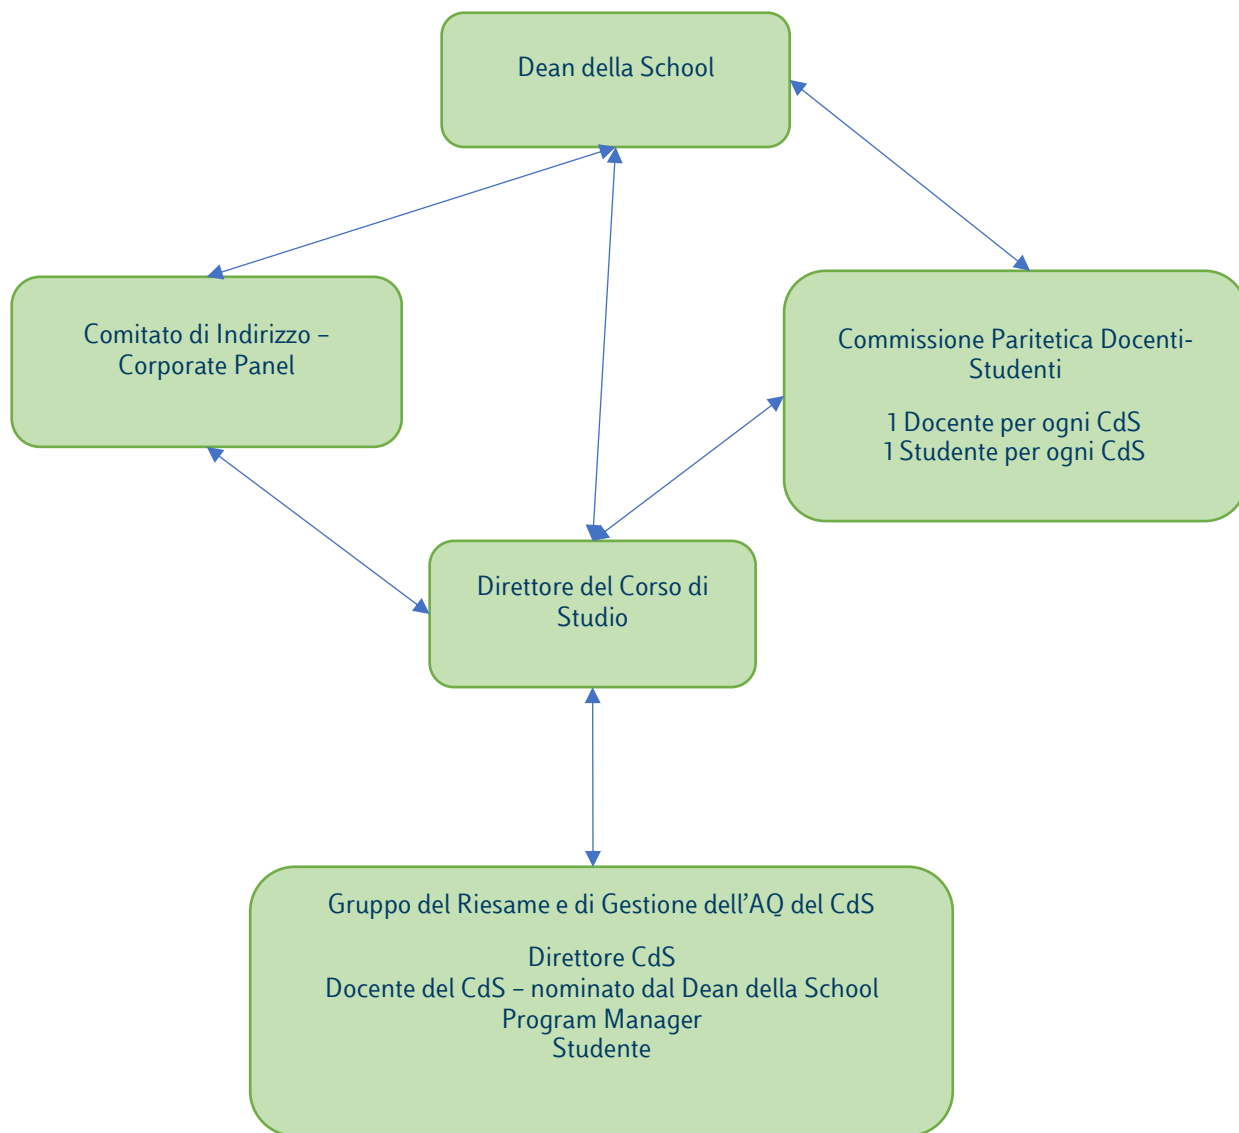 Dean della School
Comitato di Indirizzo –
Corporate Panel
Commissione Paritetica Docenti-
Studenti
1 Docente per ogni CdS
1 Studente per ogni CdS
Direttore del Corso di
Studio
Gruppo del Riesame e di Gestione dell’AQ del CdS
Direttore CdS
Docente del CdS – nominato dal Dean della School
Program Manager
Studente